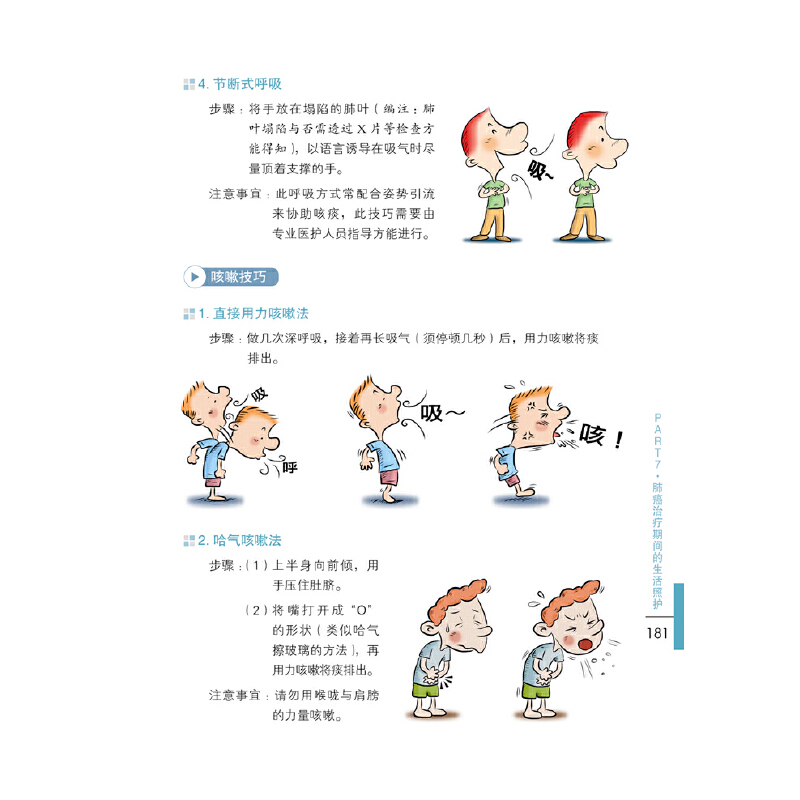 4. 节断式呼吸
步骤：将手放在塌陷的肺叶（编注：肺
叶塌陷与否需透过 X 片等检查方
能得知），以语言诱导在吸气时尽
量顶着支撑的手。
注意事宜：此呼吸方式常配合姿势引流
来协助咳痰，此技巧需要由
专业医护人员指导方能进行。
吸~
咳嗽技巧
1. 直接用力咳嗽法
步骤：做几次深呼吸，接着再长吸气（须停顿几秒）后，用力咳嗽将痰
排出。
吸
呼
吸～
咳！
2. 哈气咳嗽法
步骤：（1）上半身向前倾，用
手压住肚脐。
（2）将嘴打开成“O”
的形状（类似哈气
擦玻璃的方法），再
用力咳嗽将痰排出。
注意事宜：请勿用喉咙与肩膀
的力量咳嗽。
PART7·肺癌治疗期间的生活照护
181